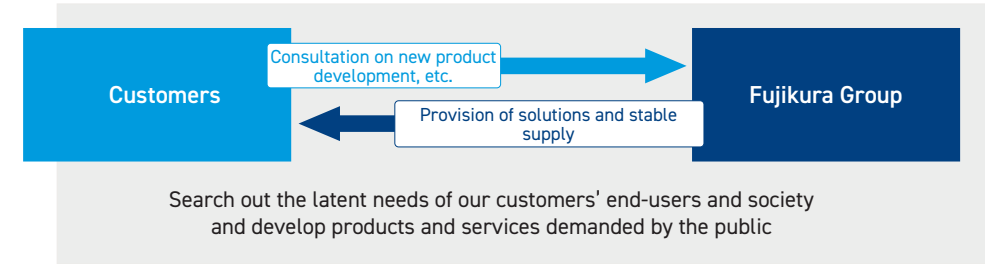 Customers
Consultation on new product
development, etc.
Provision of solutions and stable
supply
Fujikura Group
Search out the latent needs of our customers’ end-users and society
and develop products and services demanded by the public